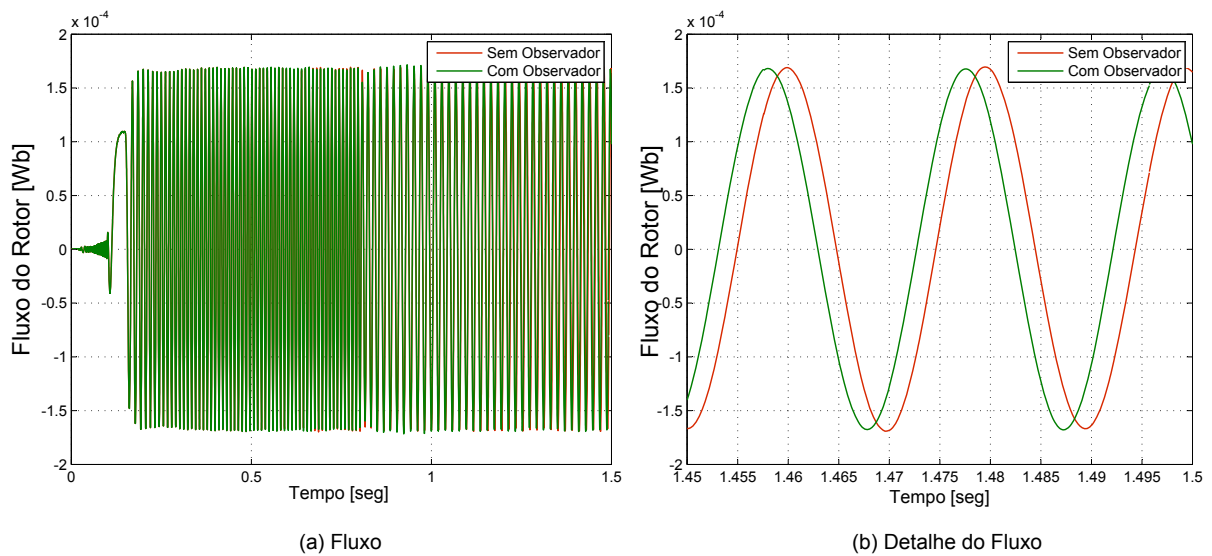 x 10⁻⁴
2
1.5
1
0.5
0
-0.5
-1
-1.5
-2
Fluxo do Rotor [Wb]
0
0.5
1
1.5
Tempo [seg]
Sem Observador
Com Observador
(a) Fluxo
x 10⁻⁴
2
1.5
1
0.5
0
-0.5
-1
-1.5
-2
Fluxo do Rotor [Wb]
1.45
1.455
1.46
1.465
1.47
1.475
1.48
1.485
1.49
1.495
1.5
Tempo [seg]
Sem Observador
Com Observador
(b) Detalhe do Fluxo